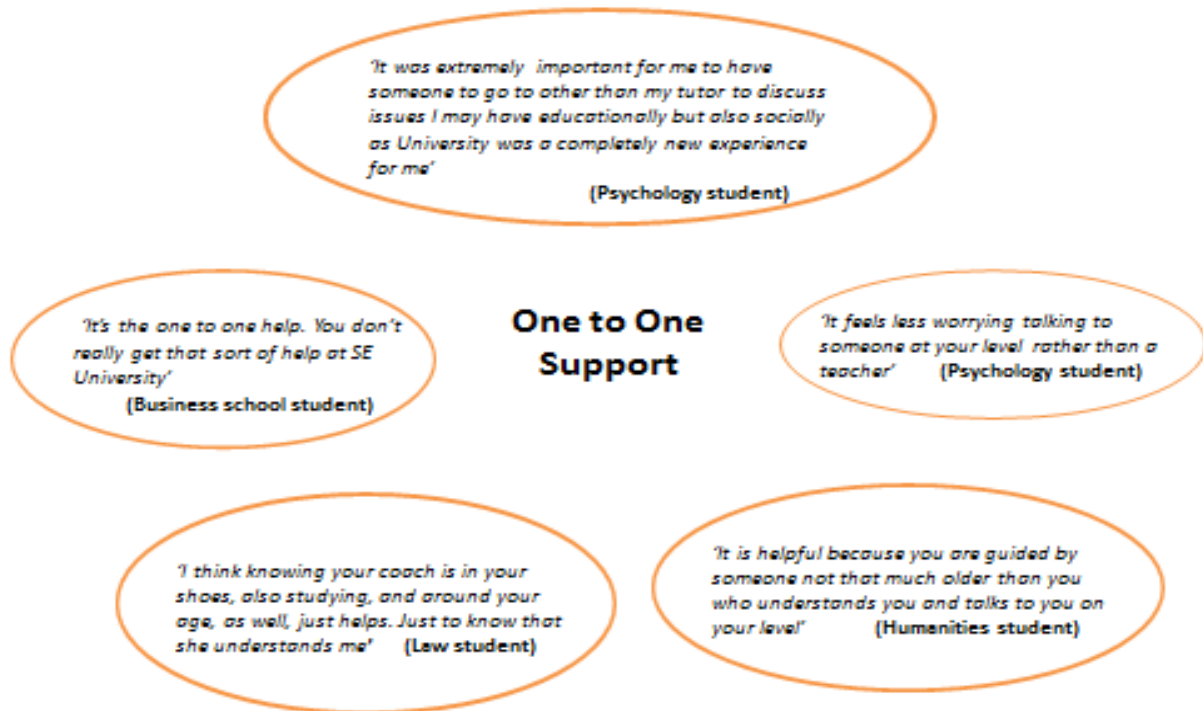 'It was extremely important for me to have
someone to go to other than my tutor to discuss
issues I may have educationally but also socially
as University was a completely new experience
for me'
(Psychology student)
'It's the one to one help. You don't
really get that sort of help at SE
University'
(Business school student)
One to One
Support
'It feels less worrying talking to
someone at your level rather than a
teacher' (Psychology student)
'I think knowing your coach is in your
shoes, also studying, and around your
age, as well, just helps. Just to know that
she understands me' (Law student)
'It is helpful because you are guided by
someone not that much older than you
who understands you and talks to you on
your level' (Humanities student)